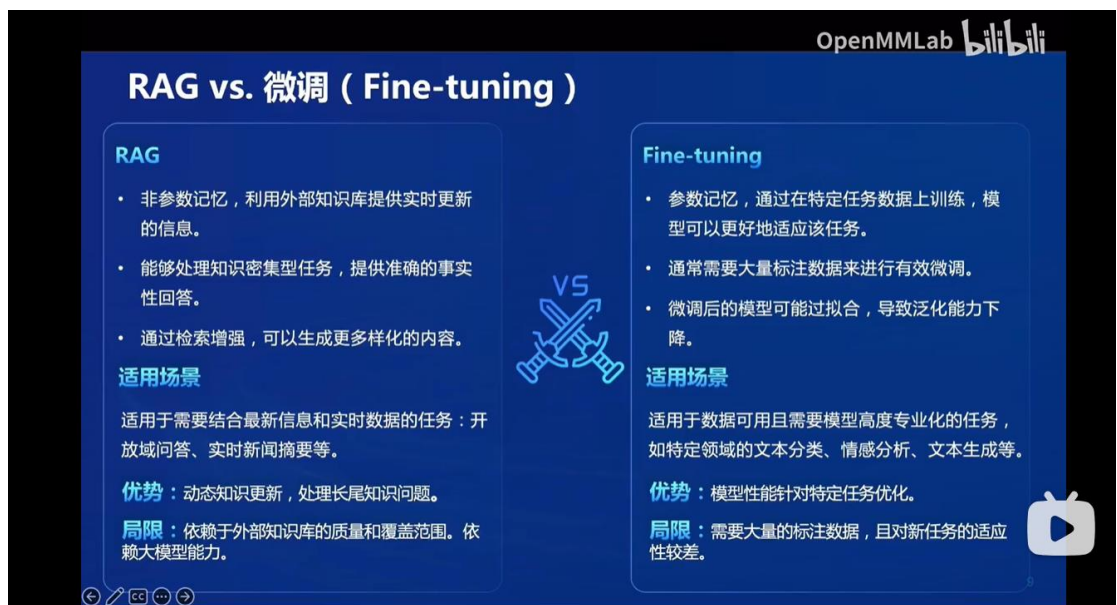 OpenMMLab bilibili
RAG vs. 微调（Fine-tuning）
RAG
• 非参数记忆，利用外部知识库提供实时更新
的信息。
• 能够处理知识密集型任务，提供准确的事实
性回答。
• 通过检索增强，可以生成更多样化的内容。
适用场景
适用于需要结合最新信息和实时数据的任务：开
放域问答、实时新闻摘要等。
优势：动态知识更新，处理长尾知识问题。
局限：依赖于外部知识库的质量和覆盖范围。依
赖大模型能力。
VS
Fine-tuning
• 参数记忆，通过在特定任务数据上训练，模
型可以更好地适应该任务。
• 通常需要大量标注数据来进行有效微调。
• 微调后的模型可能过拟合，导致泛化能力下
降。
适用场景
适用于数据可用且需要模型高度专业化的任务，
如特定领域的文本分类、情感分析、文本生成等。
优势：模型性能针对特定任务优化。
局限：需要大量的标注数据，且对新任务的适应
性较差。
9
CC